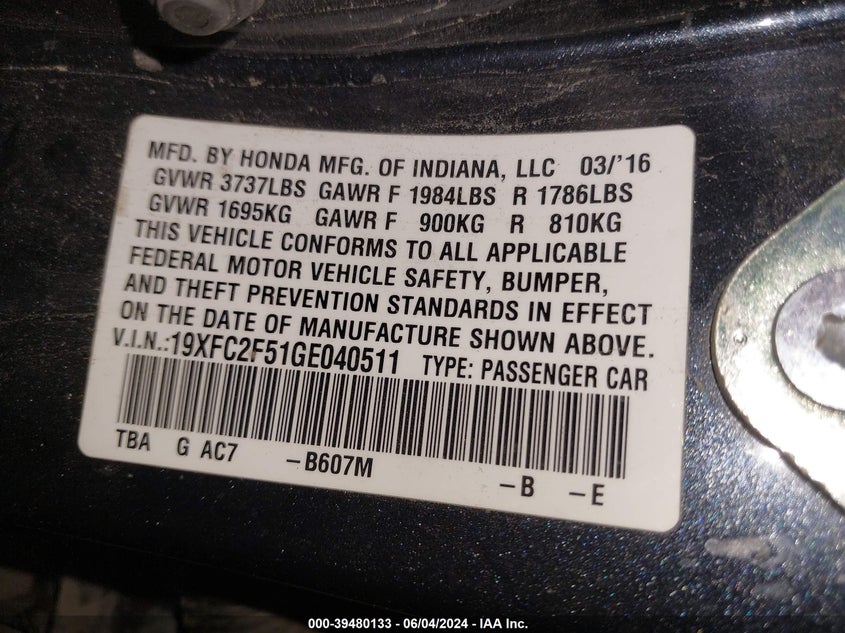 MFD. BY HONDA MFG. OF INDIANA, LLC 03/'16
GVWR 3737LBS GAWR F 1984LBS R 1786LBS
GVWR 1695KG GAWR F 900KG R 810KG
THIS VEHICLE CONFORMS TO ALL APPLICABLE
FEDERAL MOTOR VEHICLE SAFETY, BUMPER,
AND THEFT PREVENTION STANDARDS IN EFFECT
ON THE DATE OF MANUFACTURE SHOWN ABOVE.
V.I.N.:19XFC2F51GE040511 TYPE: PASSENGER CAR
TBA G AC7 -B607M -B -E
000-39480133 - 06/04/2024 - IAA Inc.